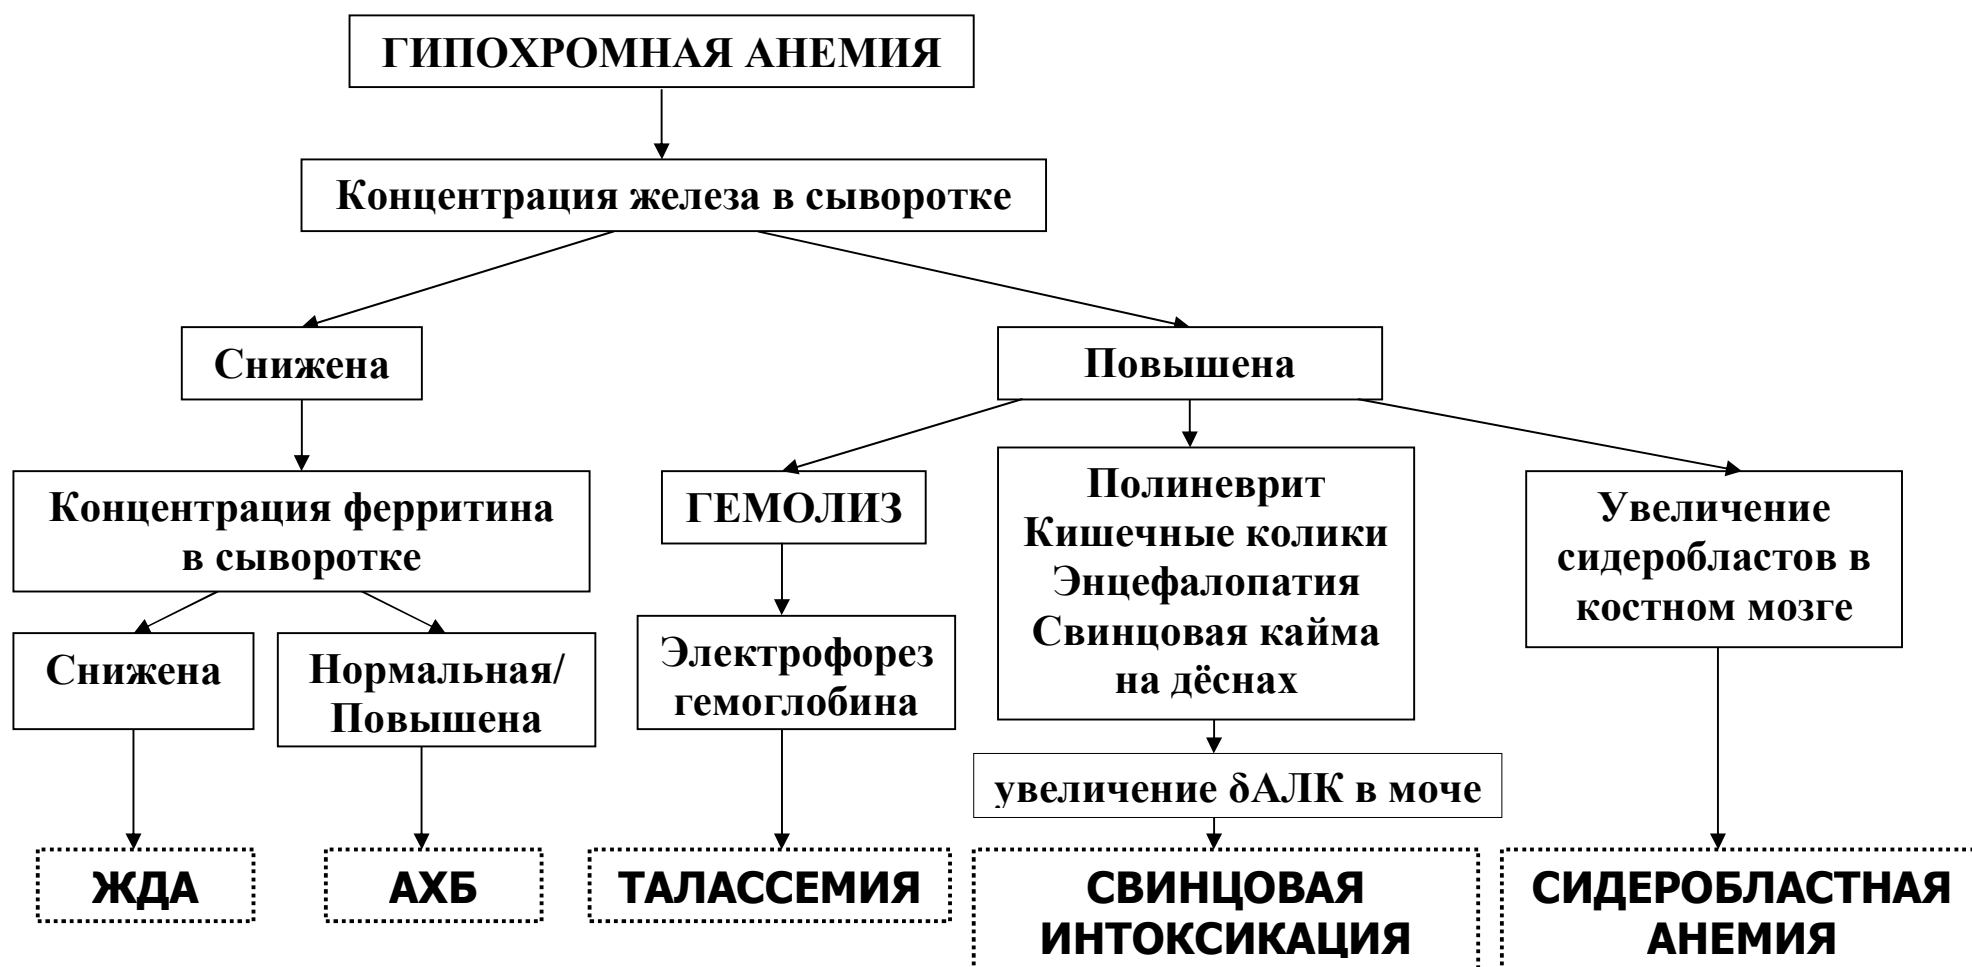 ГИПОХРОМНАЯ АНЕМИЯ
Концентрация железа в сыворотке
Снижена
Повышена
Концентрация ферритина
в сыворотке
ГЕМОЛИЗ
Полиневрит
Кишечные колики
Энцефалопатия
Свинцовая кайма
на дёснах
Увеличение
сидеробластов в
костном мозге
Снижена
Нормальная/
Повышена
Электрофорез
гемоглобина
увеличение δАЛК в моче
ЖДА
АХБ
ТАЛАССЕМИЯ
СВИНЦОВАЯ
ИНТОКСИКАЦИЯ
СИДЕРОБЛАСТНАЯ
АНЕМИЯ